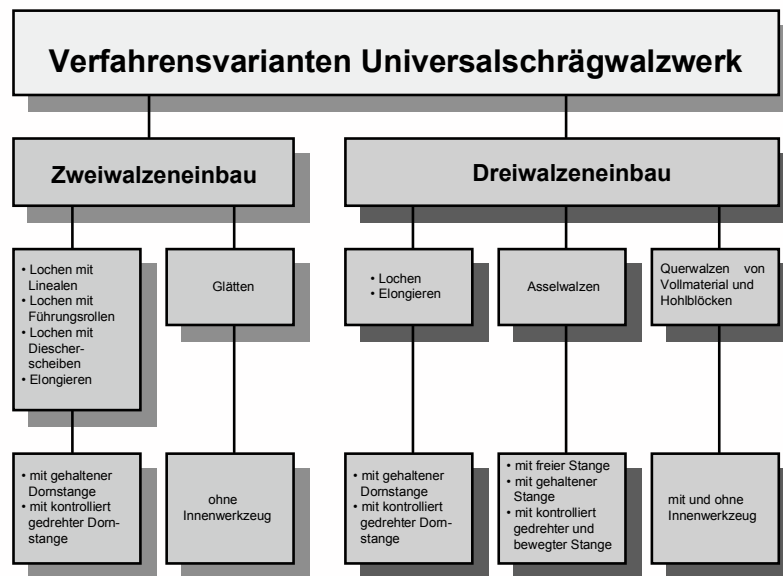 Verfahrensvarianten Universalschrägwalzwerk
Zweiwalzeneinbau
Dreiwalzeneinbau
• Lochen mit
Linealen
• Lochen mit
Führungsrollen
• Lochen mit
Diescher-
scheiben
• Elongieren
Glätten
• Lochen
• Elongieren
Asselwalzen
Querwalzen von
Vollmaterial und
Hohlblöcken
• mit gehaltener
Dornstange
• mit kontrolliert
gedrehter Dorn-
stange
ohne
Innenwerkzeug
• mit gehaltener
Dornstange
• mit kontrolliert
gedrehter Dorn-
stange
• mit freier Stange
• mit gehaltener
Stange
• mit kontrolliert
gedrehter und
bewegter Stange
mit und ohne
Innenwerkzeug